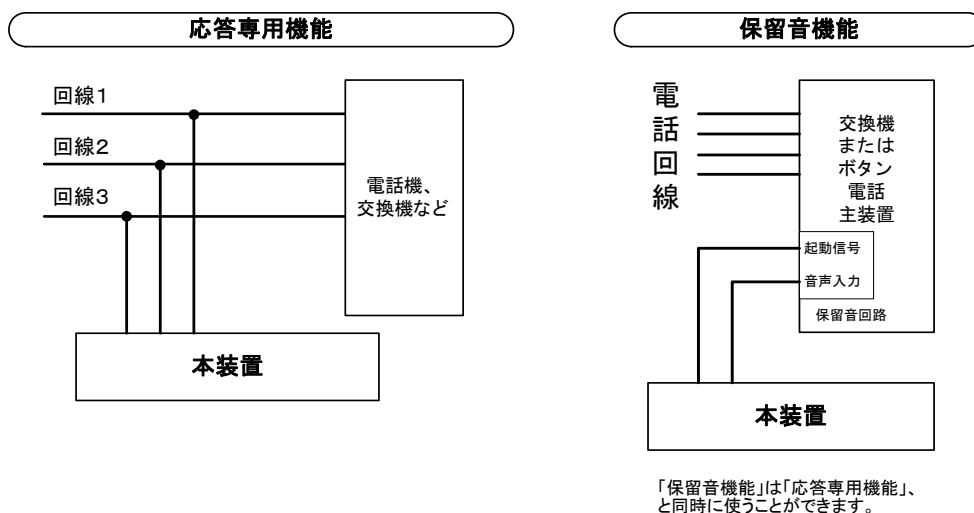 応答専用機能
回線1
回線2
回線3
電話機、
交換機など
本装置
保留音機能
電話回線
交換機
または
ボタン
電話
主装置
起動信号
音声入力
保留音回路
本装置
「保留音機能」は「応答専用機能」、
と同時に使うことができます。